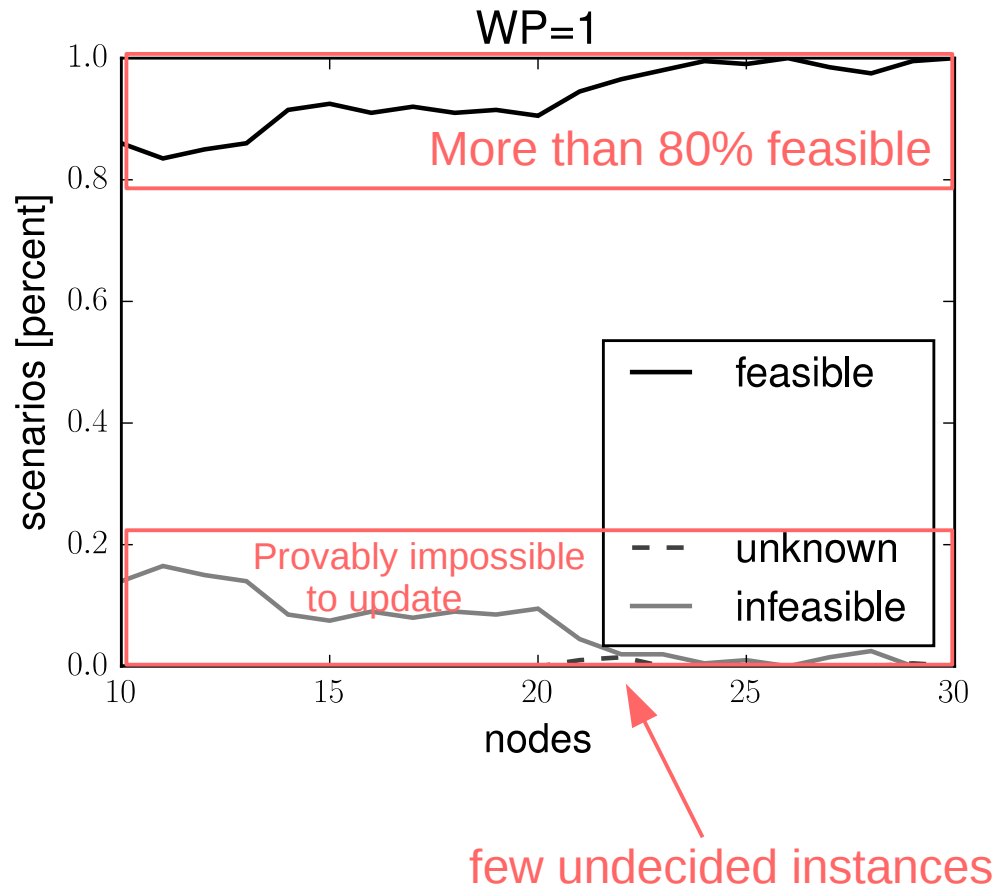 WP=1
1.0
More than 80% feasible
0.8
scenarios [percent]
0.6
feasible
0.4
0.2
Provably impossible
to update
unknown
infeasible
0.0
10
15
20
25
30
nodes
few undecided instances